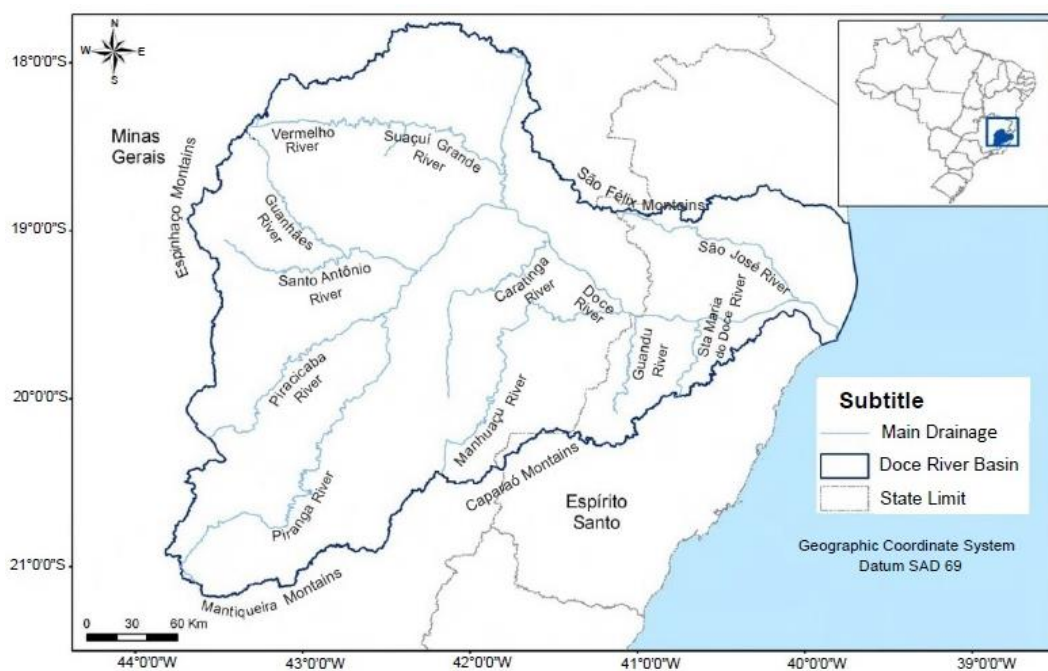 N
W E
S
18°0'0"S
19°0'0"S
20°0'0"S
21°0'0"S
Minas
Gerais
Espinhaço Montains
Vermelho
River
Suaçuí Grande
River
Guanhães
River
Santo Antônio
River
São Félix Montains
São José River
Caratinga
River
Doce
River
Guandu
River
Sta Maria
do Doce River
Piracicaba
River
Manhuaçu River
Piranga River
Caparaó Montains
Mantiqueira Montains
Espírito
Santo
Subtitle
Main Drainage
Doce River Basin
State Limit
Geographic Coordinate System
Datum SAD 69
0 30 60 Km
44°0'0"W 43°0'0"W 42°0'0"W 41°0'0"W 40°0'0"W 39°0'0"W